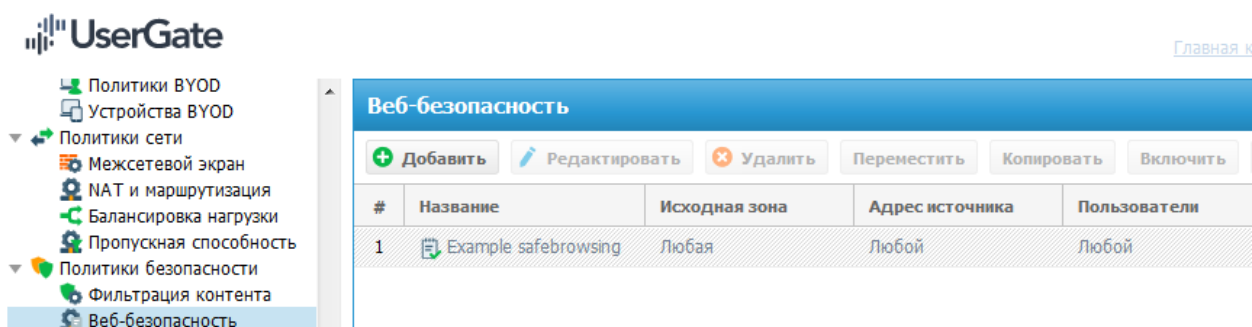 UserGate
Главная к
Политики BYOD
Устройства BYOD
Политики сети
Межсетевой экран
NAT и маршрутизация
Балансировка нагрузки
Пропускная способность
Политики безопасности
Фильтрация контента
Веб-безопасность
Веб-безопасность
Добавить Редактировать Удалить Переместить Копировать Включить
# Название Исходная зона Адрес источника Пользователи
1 Example safebrowsing Любая Любой Любой